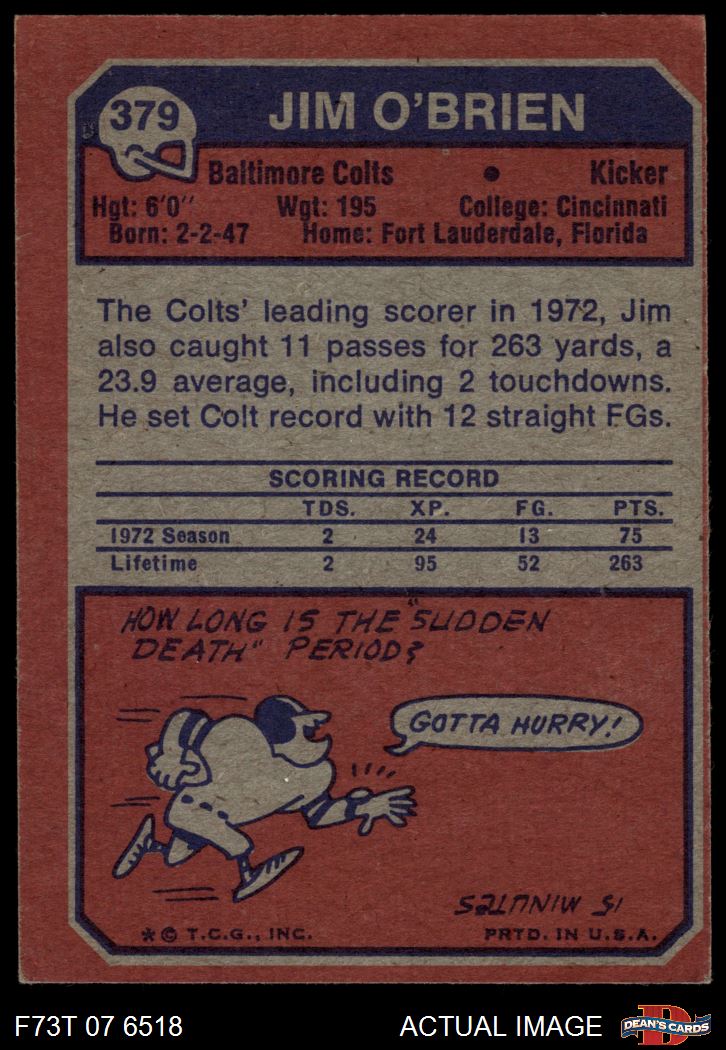 379
JIM O'BRIEN
Baltimore Colts • Kicker
Hgt: 6'0" Wgt: 195 College: Cincinnati
Born: 2-2-47 Home: Fort Lauderdale, Florida
The Colts' leading scorer in 1972, Jim
also caught 11 passes for 263 yards, a
23.9 average, including 2 touchdowns.
He set Colt record with 12 straight FGs.
SCORING RECORD
TDS. XP. FG. PTS.
1972 Season 2 24 13 75
Lifetime 2 95 52 263
HOW LONG IS THE "SUDDEN
DEATH" PERIOD?
GOTTA HURRY!
15 MINUTES
* © T.C.G., INC. PRTD. IN U.S.A.
F73T 07 6518 ACTUAL IMAGE D DEAN'S CARDS